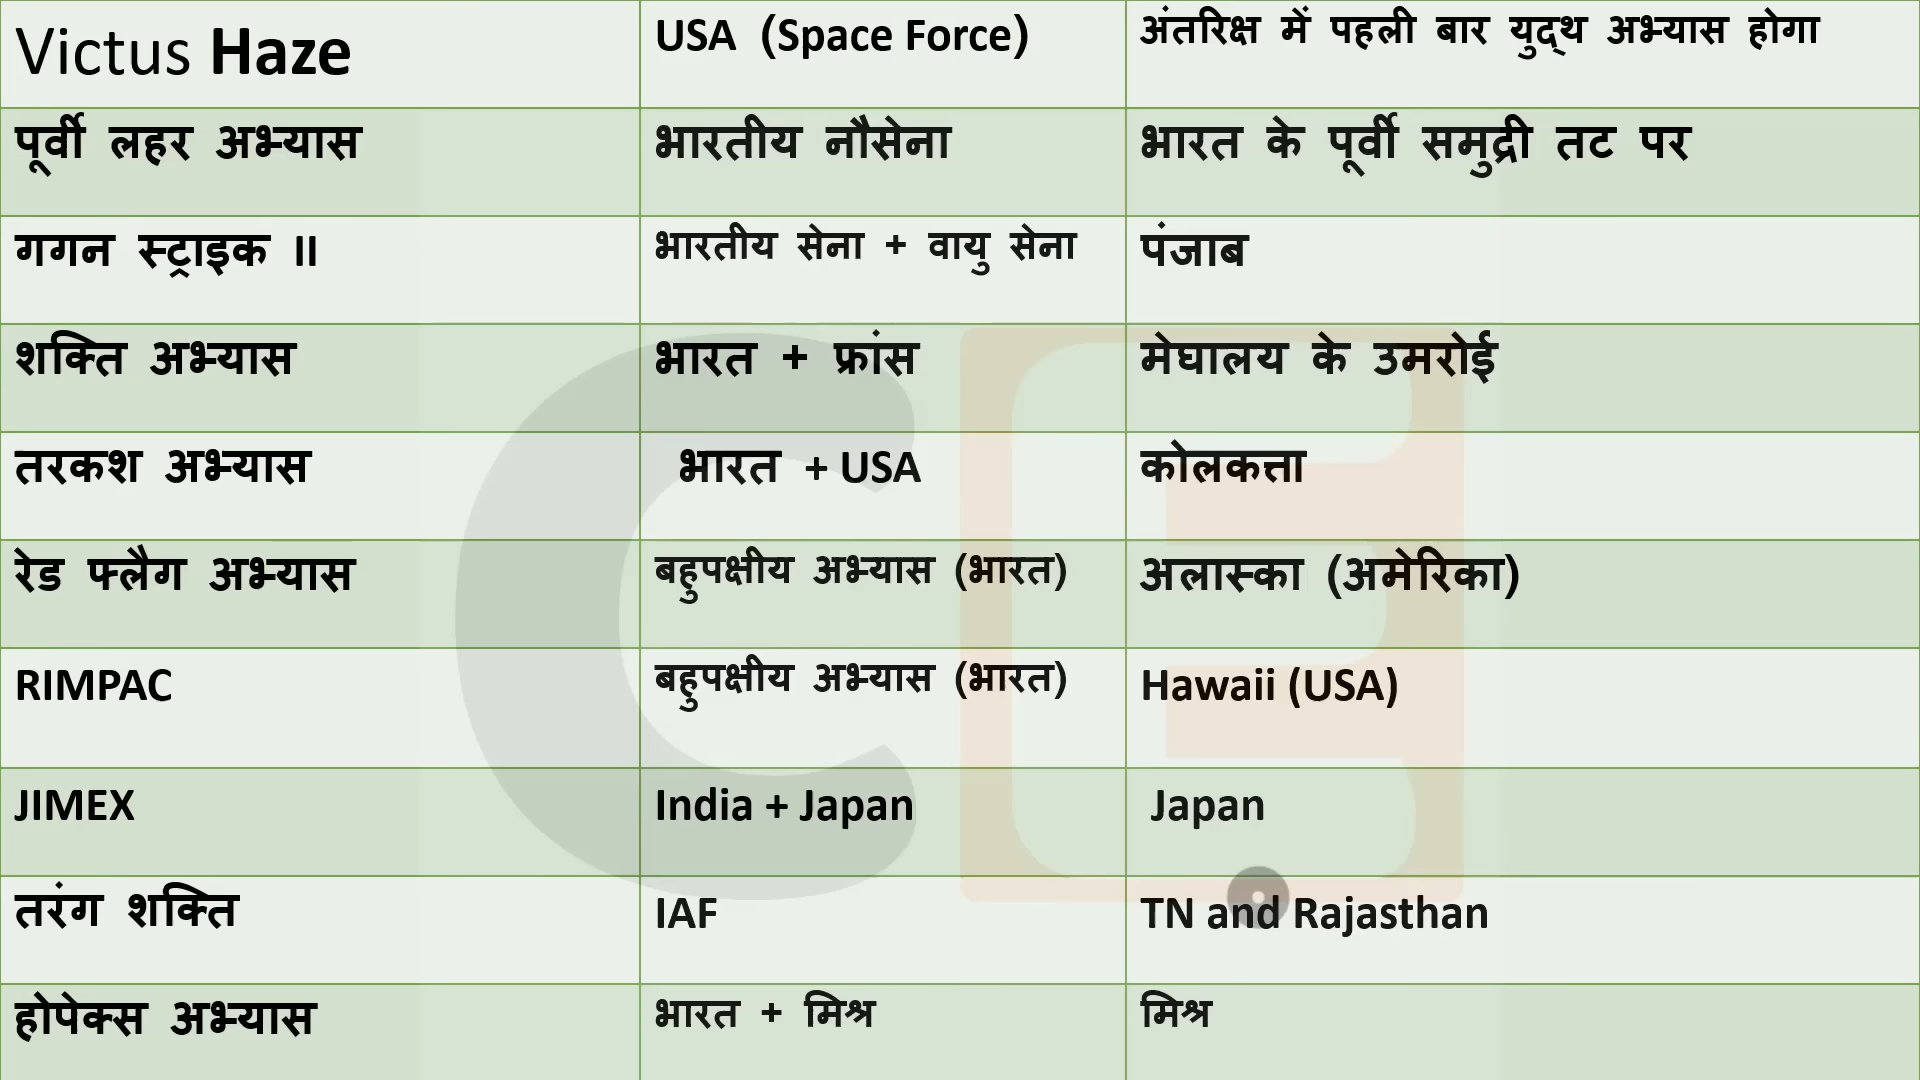 Victus Haze
USA (Space Force)
अंतरिक्ष में पहली बार युद्ध अभ्यास होगा
पूर्वी लहर अभ्यास
भारतीय नौसेना
भारत के पूर्वी समुद्री तट पर
गगन स्ट्राइक II
भारतीय सेना + वायु सेना
पंजाब
शक्ति अभ्यास
भारत + फ्रांस
मेघालय के उमरोई
तरकश अभ्यास
भारत + USA
कोलकत्ता
रेड फ्लैग अभ्यास
बहुपक्षीय अभ्यास (भारत)
अलास्का (अमेरिका)
RIMPAC
बहुपक्षीय अभ्यास (भारत)
Hawaii (USA)
JIMEX
India + Japan
Japan
तरंग शक्ति
IAF
TN and Rajasthan
होपेक्स अभ्यास
भारत + मिश्र
मिश्र